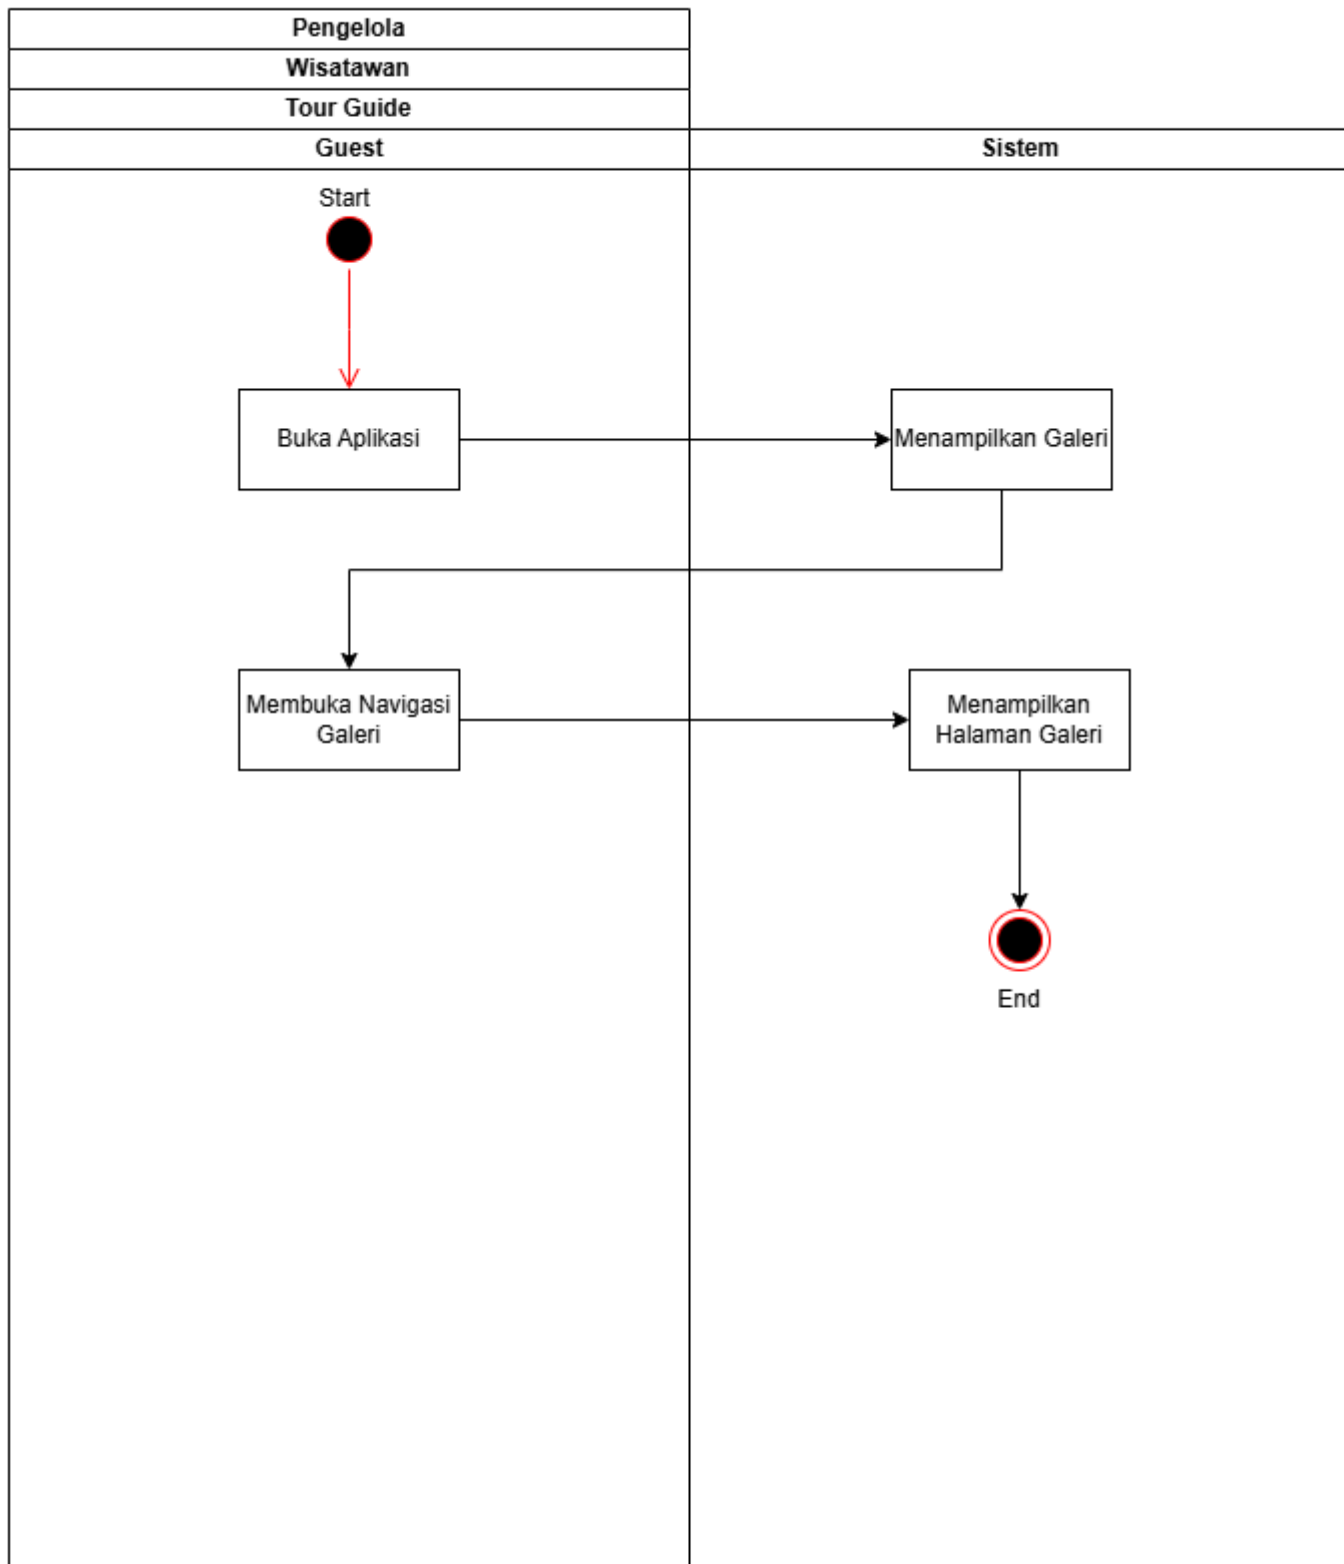 Pengelola
Wisatawan
Tour Guide
Guest
Sistem
Start
Buka Aplikasi
Menampilkan Galeri
Membuka Navigasi
Galeri
Menampilkan
Halaman Galeri
End